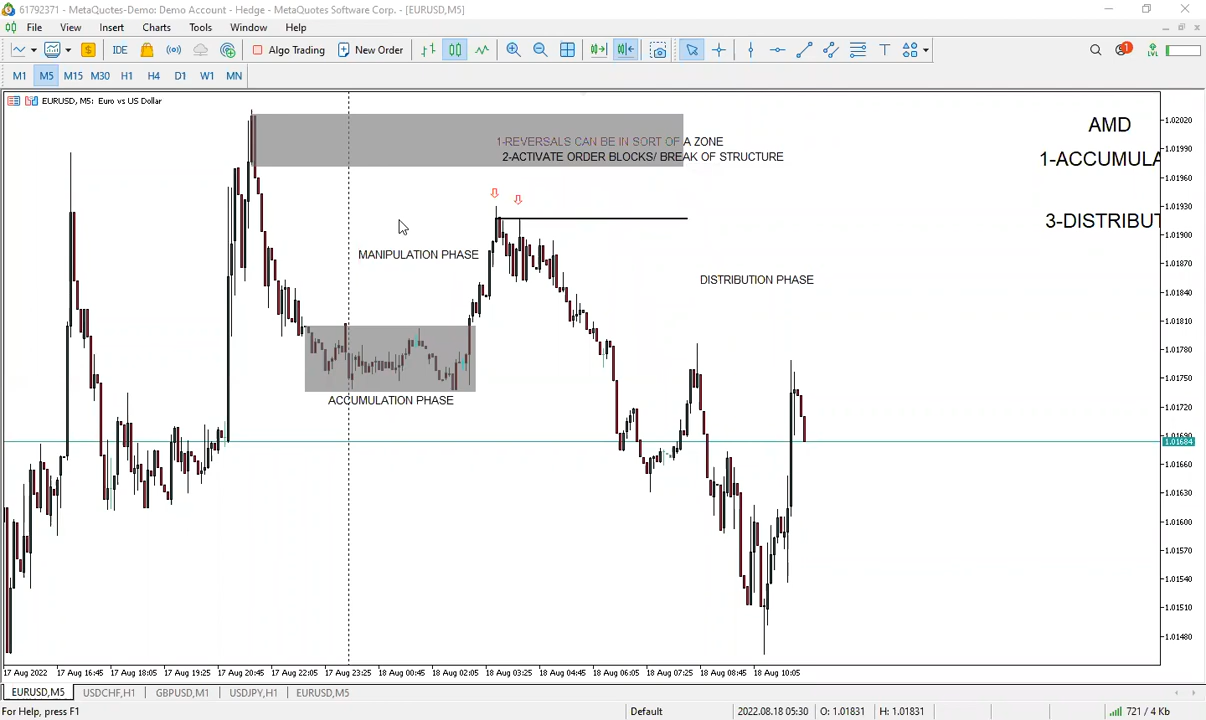 61792371 - MetaQuotes-Demo: Demo Account - Hedge - MetaQuotes Software Corp. - [EURUSD,M5]
File View Insert Charts Tools Window Help
IDE Algo Trading New Order LVL 1
M1 M5 M15 M30 H1 H4 D1 W1 MN
EURUSD, M5: Euro vs US Dollar
AMD
1-ACCUMULA
3-DISTRIBUT
1-REVERSALS CAN BE IN SORT OF A ZONE
2-ACTIVATE ORDER BLOCKS/ BREAK OF STRUCTURE
MANIPULATION PHASE
DISTRIBUTION PHASE
ACCUMULATION PHASE
1.02020
1.01990
1.01960
1.01930
1.01900
1.01870
1.01840
1.01810
1.01780
1.01750
1.01720
1.01690
1.01684
1.01660
1.01630
1.01600
1.01570
1.01540
1.01510
1.01480
17 Aug 2022 17 Aug 16:45 17 Aug 18:05 17 Aug 19:25 17 Aug 20:45 17 Aug 22:05 17 Aug 23:25 18 Aug 00:45 18 Aug 02:05 18 Aug 03:25 18 Aug 04:45 18 Aug 06:05 18 Aug 07:25 18 Aug 08:45 18 Aug 10:05
EURUSD,M5 USDCHF,H1 GBPUSD,M1 USDJPY,H1 EURUSD,M5
For Help, press F1 Default 2022.08.18 05:30 O: 1.01831 H: 1.01831 721 / 4 Kb